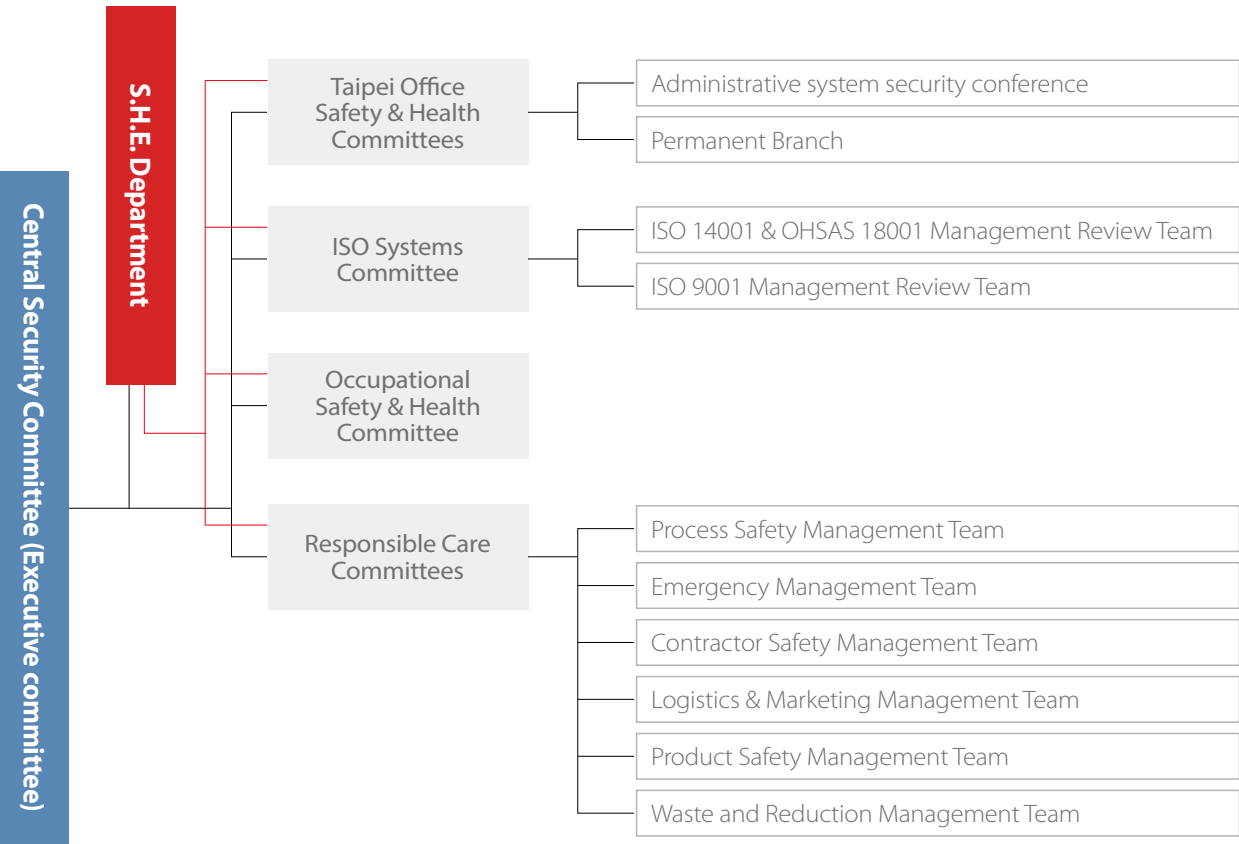 Central Security Committee (Executive committee)
S.H.E. Department
Taipei Office
Safety & Health
Committees
Administrative system security conference
Permanent Branch
ISO Systems
Committee
ISO 14001 & OHSAS 18001 Management Review Team
ISO 9001 Management Review Team
Occupational
Safety & Health
Committee
Responsible Care
Committees
Process Safety Management Team
Emergency Management Team
Contractor Safety Management Team
Logistics & Marketing Management Team
Product Safety Management Team
Waste and Reduction Management Team